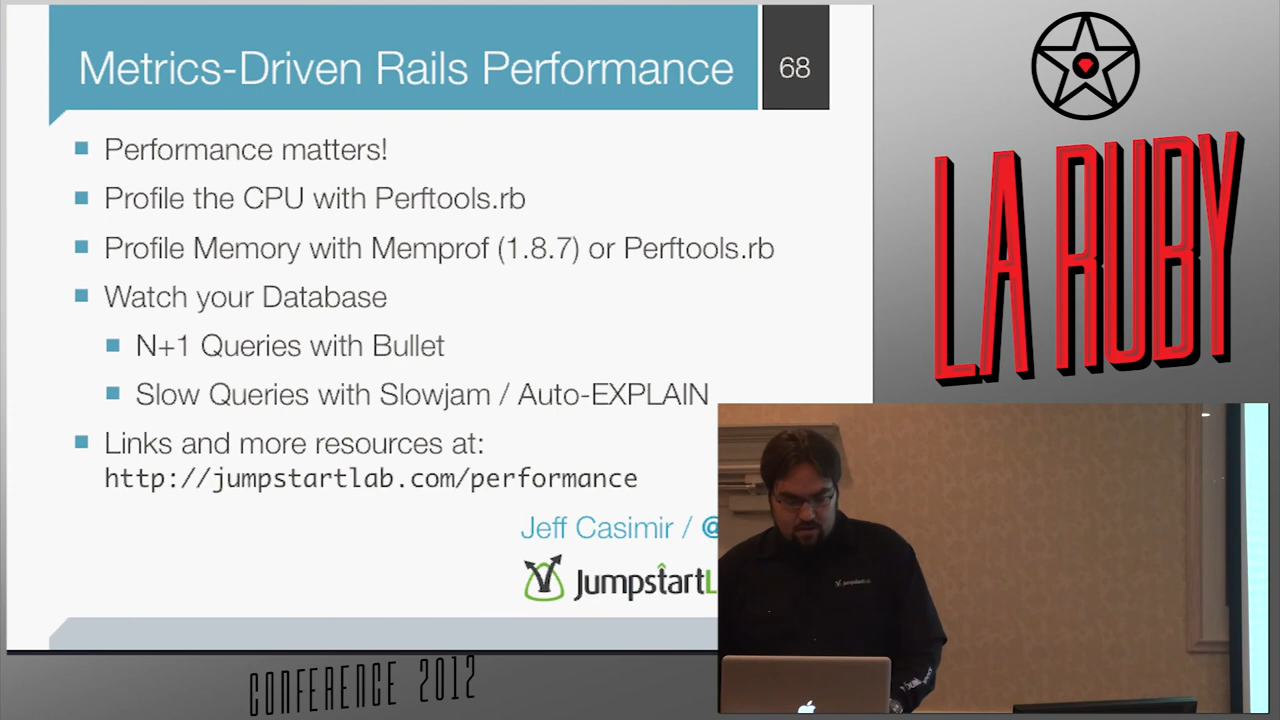 Metrics-Driven Rails Performance
68
Performance matters!
Profile the CPU with Perftools.rb
Profile Memory with Memprof (1.8.7) or Perftools.rb
Watch your Database
N+1 Queries with Bullet
Slow Queries with Slowjam / Auto-EXPLAIN
Links and more resources at:
http://jumpstartlab.com/performance
Jeff Casimir / @
JumpstartL
LA RUBY
CONFERENCE 2012